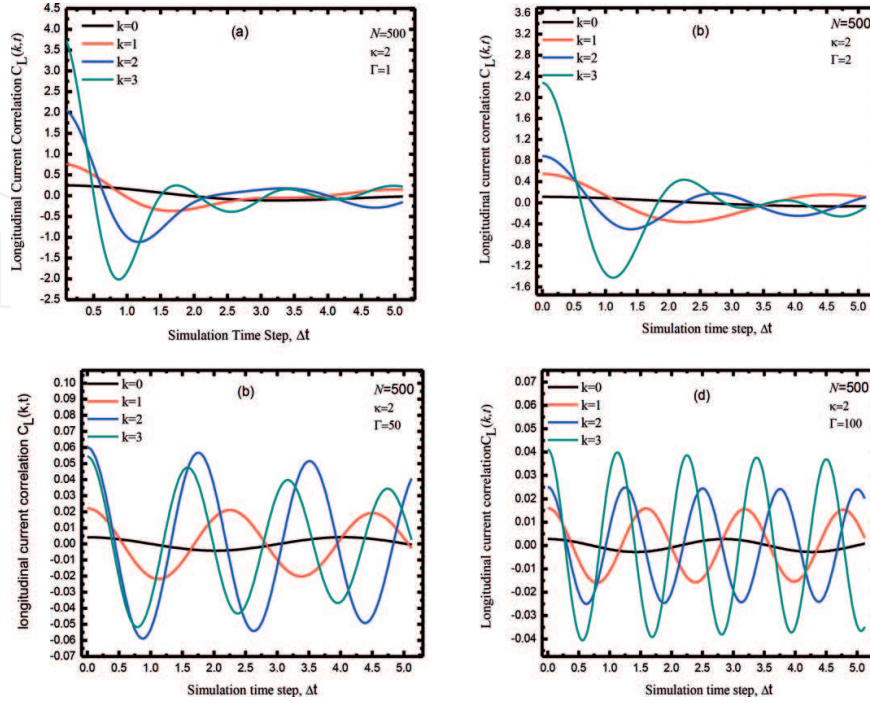 4.5
4.0
3.5
3.0
2.5
2.0
1.5
1.0
0.5
0.0
-0.5
-1.0
-1.5
-2.0
-2.5
Longitudinal Current Correlation C_L(k,t)
k=0
k=1
k=2
k=3
(a)
N=500
κ=2
Γ=1
0.5 1.0 1.5 2.0 2.5 3.0 3.5 4.0 4.5 5.0
Simulation Time Step, Δt
3.6
3.2
2.8
2.4
2.0
1.6
1.2
0.8
0.4
0.0
-0.4
-0.8
-1.2
-1.6
Longitudinal Current correlation C_L(k,t)
k=0
k=1
k=2
k=3
(b)
N=500
κ=2
Γ=2
0.0 0.5 1.0 1.5 2.0 2.5 3.0 3.5 4.0 4.5 5.0
Simulation time step, Δt
0.10
0.09
0.08
0.07
0.06
0.05
0.04
0.03
0.02
0.01
0.00
-0.01
-0.02
-0.03
-0.04
-0.05
-0.06
-0.07
longitudinal current correlation C_L(k,t)
k=0
k=1
k=2
k=3
(b)
N=500
κ=2
Γ=50
0.0 0.5 1.0 1.5 2.0 2.5 3.0 3.5 4.0 4.5 5.0
Simulation time step, Δt
0.07
0.06
0.05
0.04
0.03
0.02
0.01
0.00
-0.01
-0.02
-0.03
-0.04
Longitudinal current correlationC_L(k,t)
k=0
k=1
k=2
k=3
(d)
N=500
κ=2
Γ=100
0.0 0.5 1.0 1.5 2.0 2.5 3.0 3.5 4.0 4.5 5.0
Simulation time step, Δt